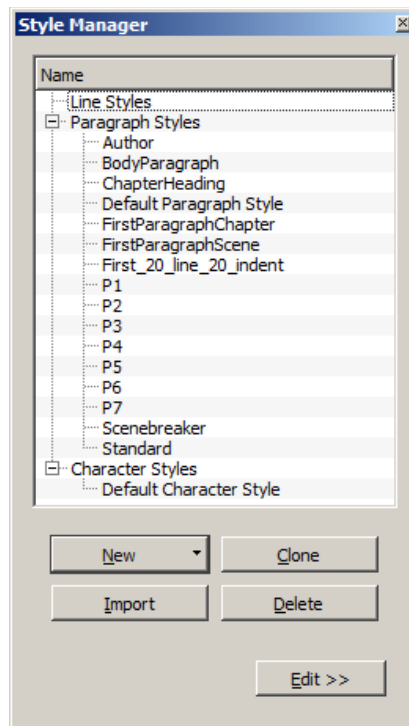 Style Manager
Name
Line Styles
Paragraph Styles
Author
BodyParagraph
ChapterHeading
Default Paragraph Style
FirstParagraphChapter
FirstParagraphScene
First_20_line_20_indent
P1
P2
P3
P4
P5
P6
P7
Scenebreaker
Standard
Character Styles
Default Character Style
New Clone
Import Delete
Edit >>